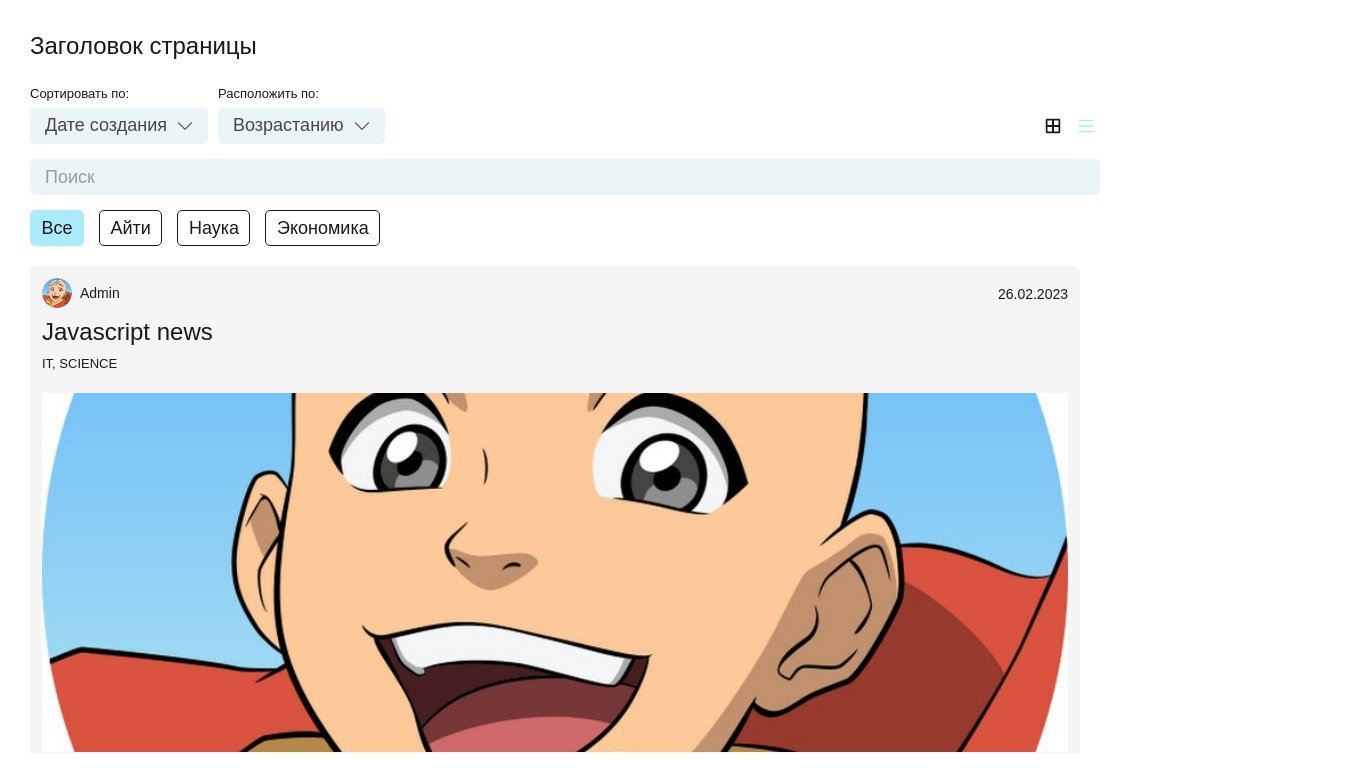 Заголовок страницы
Сортировать по: Расположить по:
Дате создания Возрастанию
Поиск
Все Айти Наука Экономика
Admin 26.02.2023
Javascript news
IT, SCIENCE